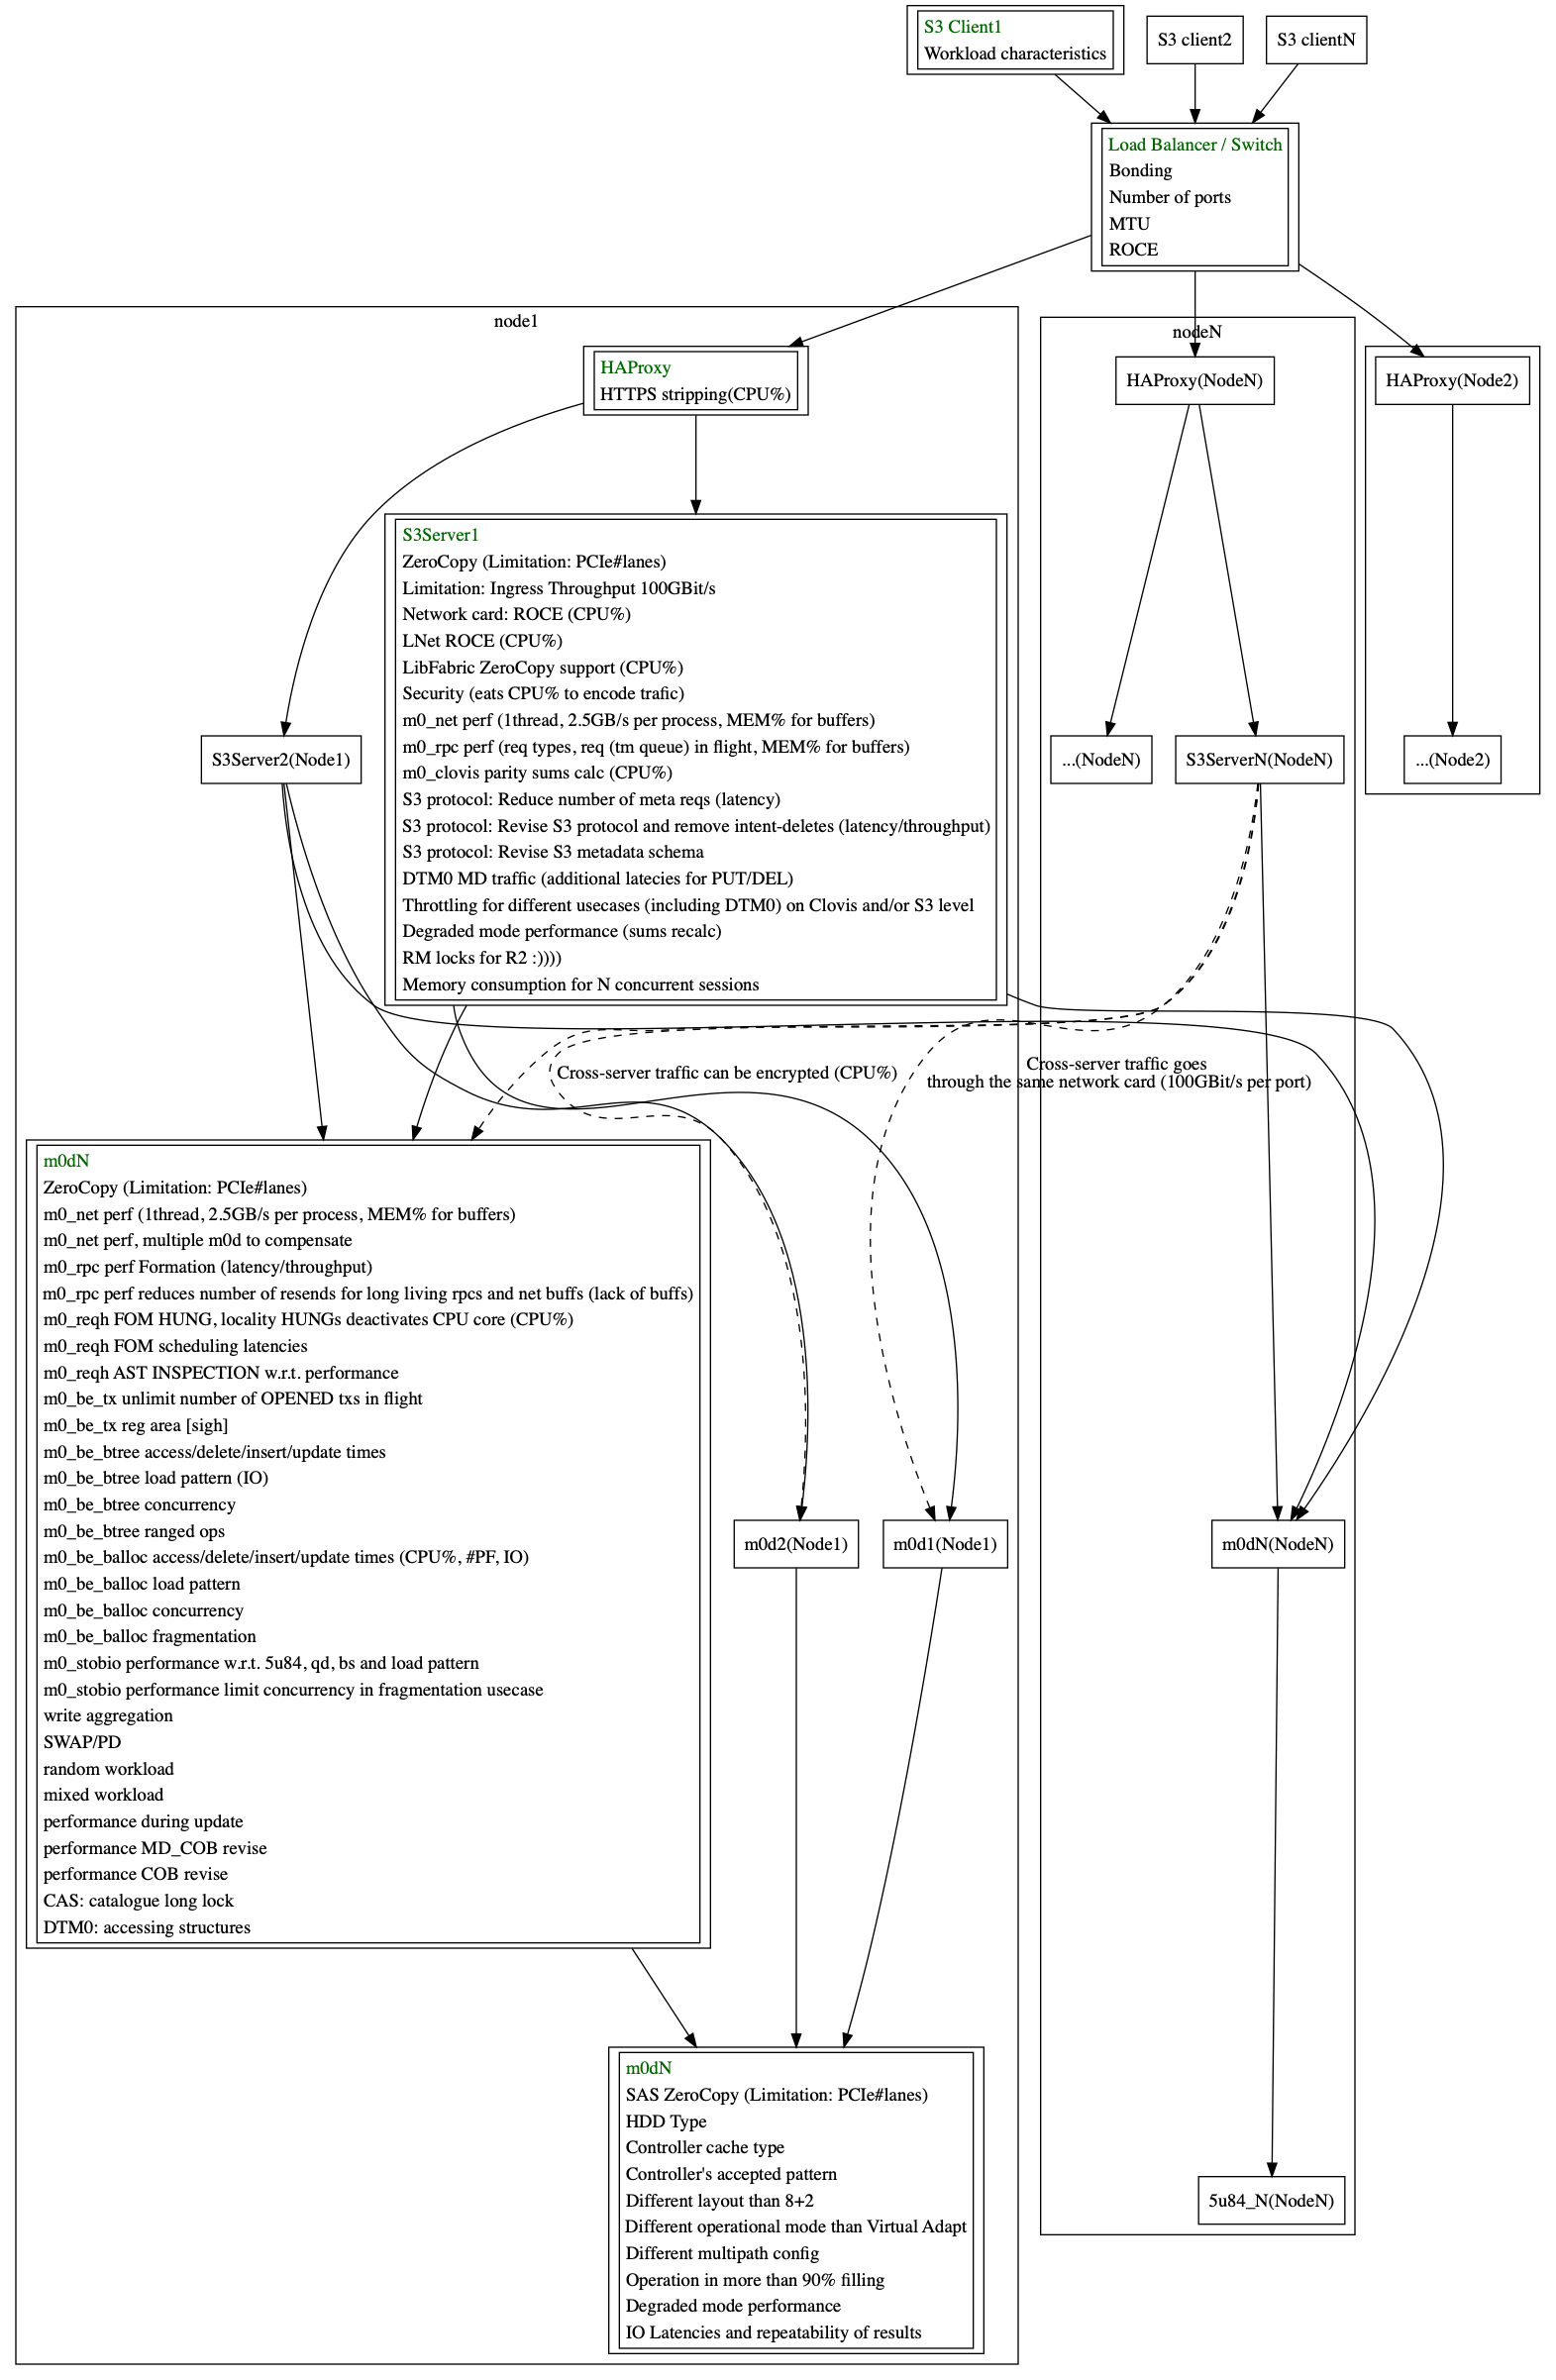 S3 Client1
Workload characteristics
S3 client2
S3 clientN
Load Balancer / Switch
Bonding
Number of ports
MTU
ROCE
node1
nodeN
HAProxy
HTTPS stripping(CPU%)
HAProxy(NodeN)
HAProxy(Node2)
S3Server1
ZeroCopy (Limitation: PCIe#lanes)
Limitation: Ingress Throughput 100GBit/s
Network card: ROCE (CPU%)
LNet ROCE (CPU%)
LibFabric ZeroCopy support (CPU%)
Security (eats CPU% to encode trafic)
m0_net perf (1thread, 2.5GB/s per process, MEM% for buffers)
m0_rpc perf (req types, req (tm queue) in flight, MEM% for buffers)
m0_clovis parity sums calc (CPU%)
S3 protocol: Reduce number of meta reqs (latency)
S3 protocol: Revise S3 protocol and remove intent-deletes (latency/throughput)
S3 protocol: Revise S3 metadata schema
DTM0 MD traffic (additional latecies for PUT/DEL)
Throttling for different usecases (including DTM0) on Clovis and/or S3 level
Degraded mode performance (sums recalc)
RM locks for R2 :))))
Memory consumption for N concurrent sessions
S3Server2(Node1)
...(NodeN)
S3ServerN(NodeN)
...(Node2)
Cross-server traffic can be encrypted (CPU%)
Cross-server traffic goes
through the same network card (100GBit/s per port)
m0dN
ZeroCopy (Limitation: PCIe#lanes)
m0_net perf (1thread, 2.5GB/s per process, MEM% for buffers)
m0_net perf, multiple m0d to compensate
m0_rpc perf Formation (latency/throughput)
m0_rpc perf reduces number of resends for long living rpcs and net buffs (lack of buffs)
m0_reqh FOM HUNG, locality HUNGs deactivates CPU core (CPU%)
m0_reqh FOM scheduling latencies
m0_reqh AST INSPECTION w.r.t. performance
m0_be_tx unlimit number of OPENED txs in flight
m0_be_tx reg area [sigh]
m0_be_btree access/delete/insert/update times
m0_be_btree load pattern (IO)
m0_be_btree concurrency
m0_be_btree ranged ops
m0_be_balloc access/delete/insert/update times (CPU%, #PF, IO)
m0_be_balloc load pattern
m0_be_balloc concurrency
m0_be_balloc fragmentation
m0_stobio performance w.r.t. 5u84, qd, bs and load pattern
m0_stobio performance limit concurrency in fragmentation usecase
write aggregation
SWAP/PD
random workload
mixed workload
performance during update
performance MD_COB revise
performance COB revise
CAS: catalogue long lock
DTM0: accessing structures
m0d2(Node1)
m0d1(Node1)
m0dN(NodeN)
m0dN
SAS ZeroCopy (Limitation: PCIe#lanes)
HDD Type
Controller cache type
Controller's accepted pattern
Different layout than 8+2
Different operational mode than Virtual Adapt
Different multipath config
Operation in more than 90% filling
Degraded mode performance
IO Latencies and repeatability of results
5u84_N(NodeN)